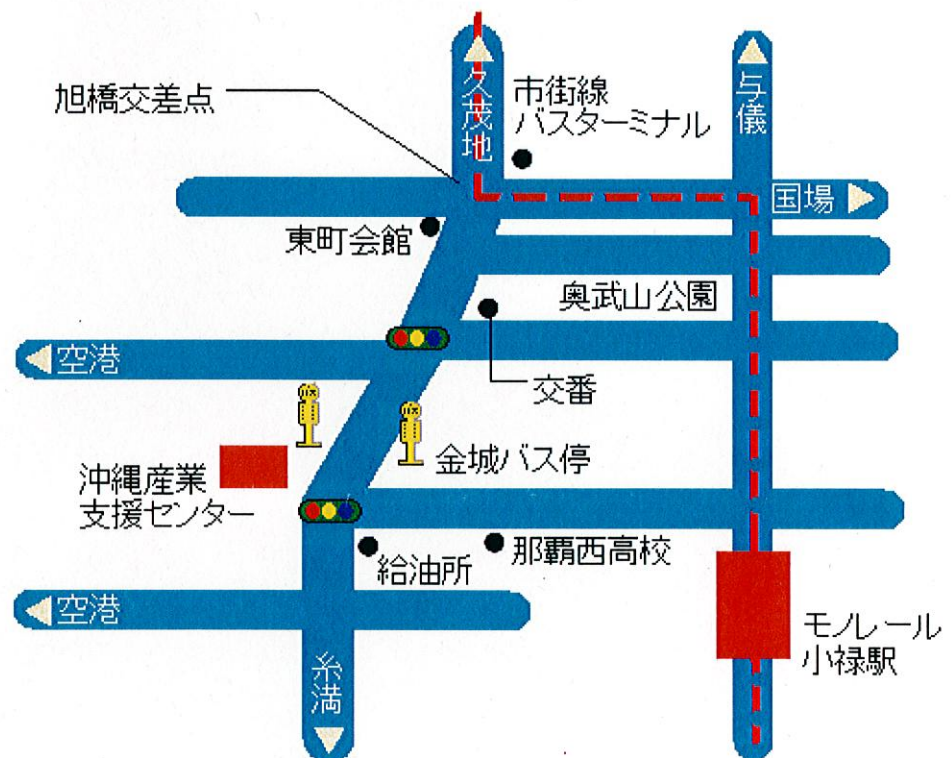 旭橋交差点
久茂地
市街線
バスターミナル
与儀
国場
東町会館
奥武山公園
空港
交番
金城バス停
沖縄産業
支援センター
給油所
那覇西高校
空港
糸満
モノレール
小禄駅